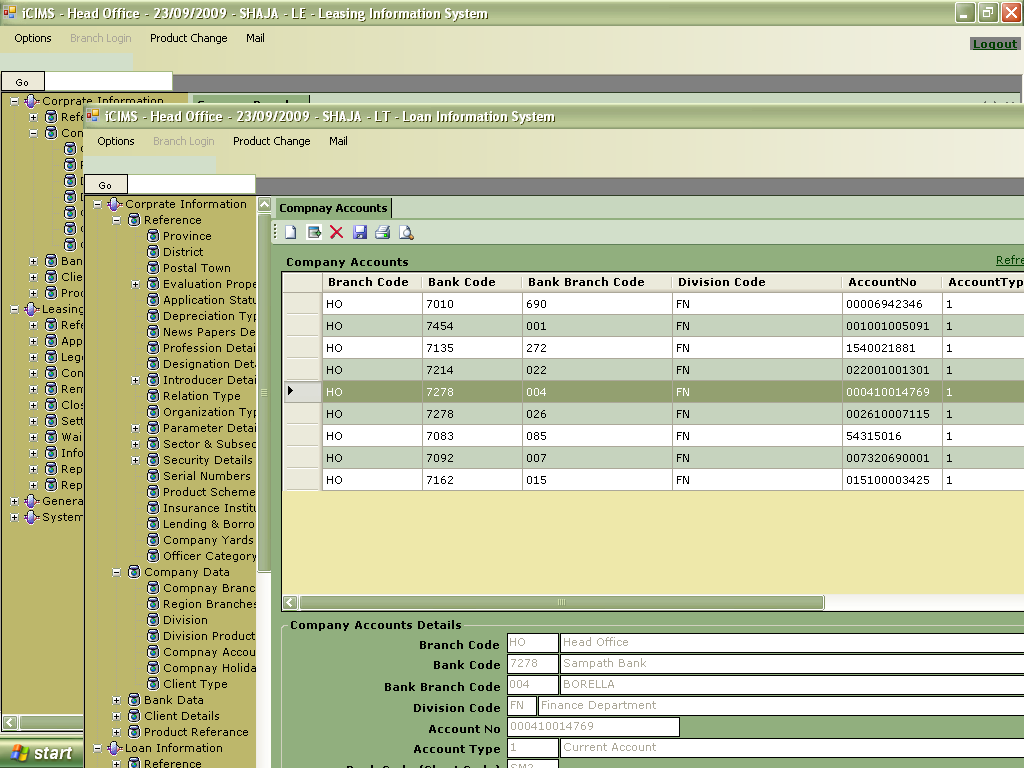 iCIMS - Head Office - 23/09/2009 - SHAJA - LE - Leasing Information System
Options Branch Login Product Change Mail
Logout
Go
Corprate Information
iCIMS - Head Office - 23/09/2009 - SHAJA - LT - Loan Information System
Options Branch Login Product Change Mail
Go
Corprate Information
Reference
Province
District
Postal Town
Evaluation Prope
Application Statu
Depreciation Typ
News Papers De
Profession Detai
Designation Deta
Introducer Detai
Relation Type
Organization Typ
Parameter Detai
Sector & Subsec
Security Details
Serial Numbers
Product Scheme
Insurance Institu
Lending & Borro
Company Yards
Officer Category
Company Data
Compnay Branc
Region Branches
Division
Division Product
Compnay Accou
Compnay Holida
Client Type
Bank Data
Client Details
Product Referance
Loan Information
Reference
Refe
Con
Ban
Clie
Proc
Leasing
Refe
App
Lege
Con
Rem
Clos
Sett
Wai
Info
Rep
Rep
Genera
System
start
Compnay Accounts
Company Accounts
Refre
Branch Code Bank Code Bank Branch Code Division Code AccountNo AccountTyp
HO 7010 690 FN 00006942346 1
HO 7454 001 FN 001001005091 1
HO 7135 272 FN 1540021881 1
HO 7214 022 FN 022001001301 1
HO 7278 004 FN 000410014769 1
HO 7278 026 FN 002610007115 1
HO 7083 085 FN 54315016 1
HO 7092 007 FN 007320690001 1
HO 7162 015 FN 015100003425 1
Company Accounts Details
Branch Code HO Head Office
Bank Code 7278 Sampath Bank
Bank Branch Code 004 BORELLA
Division Code FN Finance Department
Account No 000410014769
Account Type 1 Current Account